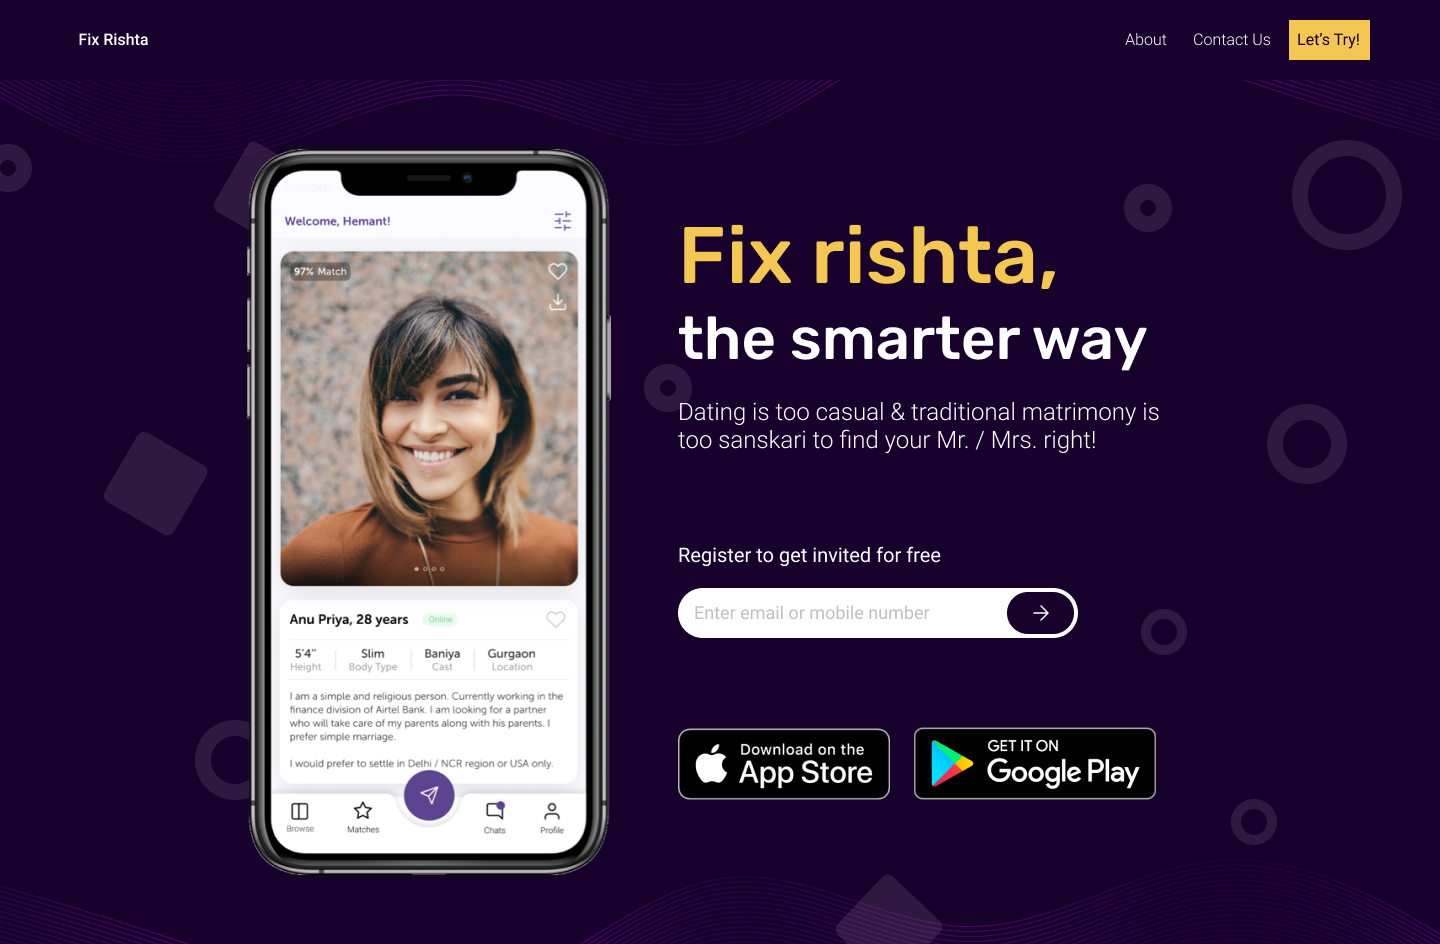 Fix Rishta
About
Contact Us
Let's Try!
FIXRISHTA
Welcome, Hemant!
97% Match
Anu Priya, 28 years
Online
5'4''
Height
Slim
Body Type
Baniya
Cast
Gurgaon
Location
I am a simple and religious person. Currently working in the
finance division of Airtel Bank. I am looking for a partner
who will take care of my parents along with his parents. I
prefer simple marriage.
I would prefer to settle in Delhi / NCR region or USA only.
Browse
Matches
Chats
Profile
Fix rishta,
the smarter way
Dating is too casual & traditional matrimony is
too sanskari to find your Mr. / Mrs. right!
Register to get invited for free
Enter email or mobile number
Download on the
App Store
GET IT ON
Google Play